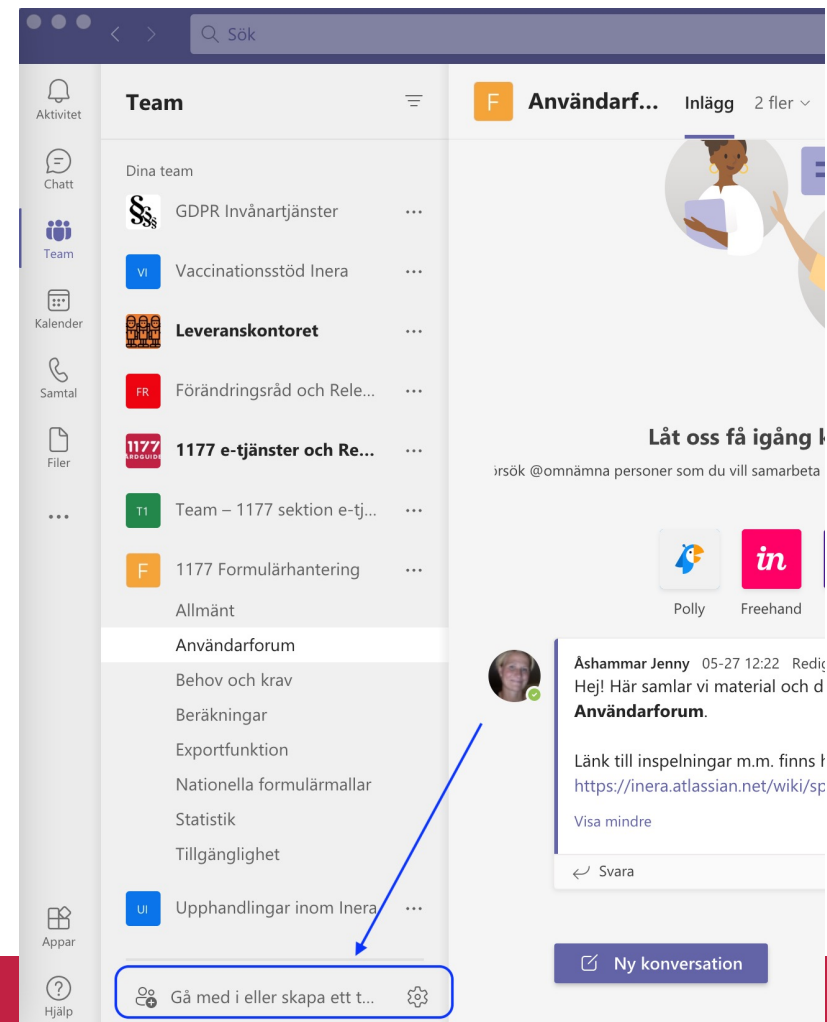 Sök
Aktivitet
Chatt
Team
Kalender
Samtal
Filer
Appar
Hjälp
Team
Dina team
GDPR Invånartjänster
VI
Vaccinationsstöd Inera
Leveranskontoret
FR
Förändringsråd och Rele...
1177
1177 e-tjänster och Re...
T1
Team – 1177 sektion e-tj...
F
1177 Formulärhantering
Allmänt
Användarforum
Behov och krav
Beräkningar
Exportfunktion
Nationella formulärmallar
Statistik
Tillgänglighet
UI
Upphandlingar inom Inera
Gå med i eller skapa ett t...
F
Användarf...
Inlägg
2 fler
Låt oss få igång
örsök @omnämna personer som du vill samarbeta
in
Polly
Freehand
Åshammar Jenny 05-27 12:22 Redig
Hej! Här samlar vi material och d
Användarforum.
Länk till inspelningar m.m. finns h
https://inera.atlassian.net/wiki/sp
Visa mindre
Svara
Ny konversation